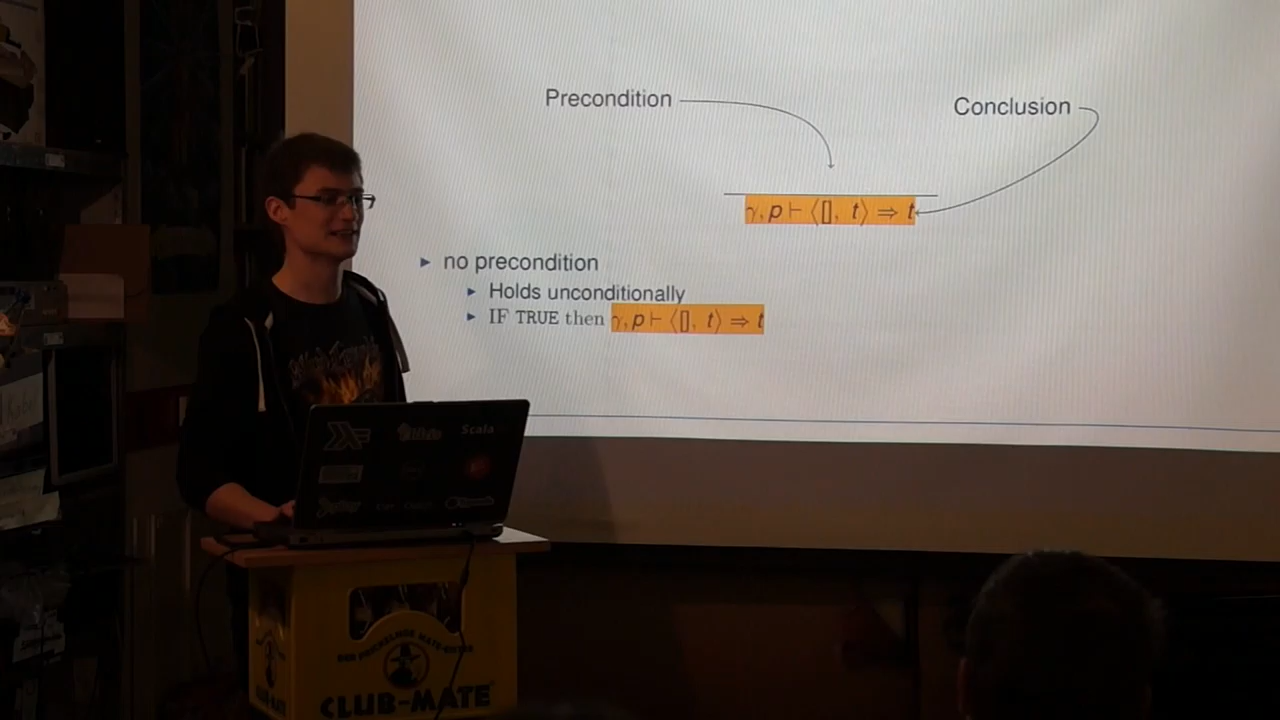 Precondition
Conclusion
γ, p ⊢ ⟨[], t⟩ ⇒ t
▸ no precondition
▸ Holds unconditionally
▸ IF TRUE then γ, p ⊢ ⟨[], t⟩ ⇒ t
Scala
CLUB-MATE